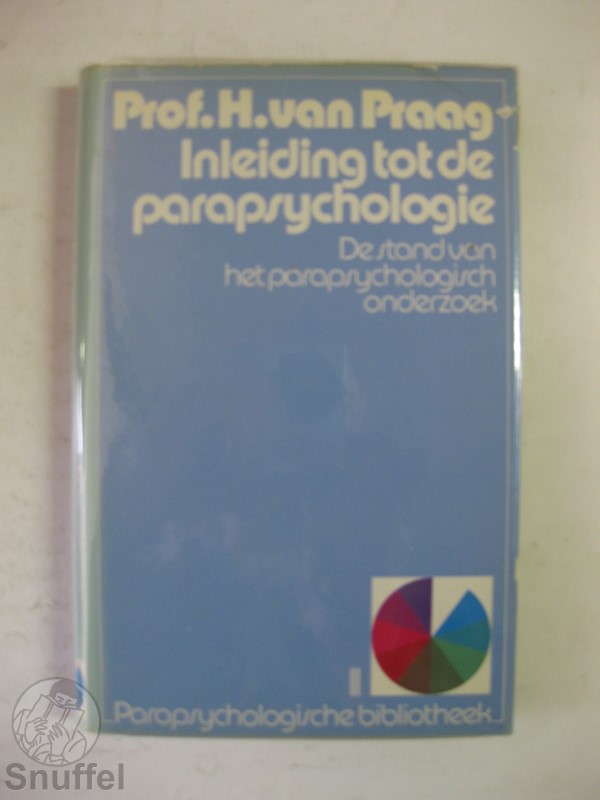 Prof. H. van Praag
Inleiding tot de
parapsychologie
De stand van
het parapsychologisch
onderzoek
Parapsychologische bibliotheek
Snuffel